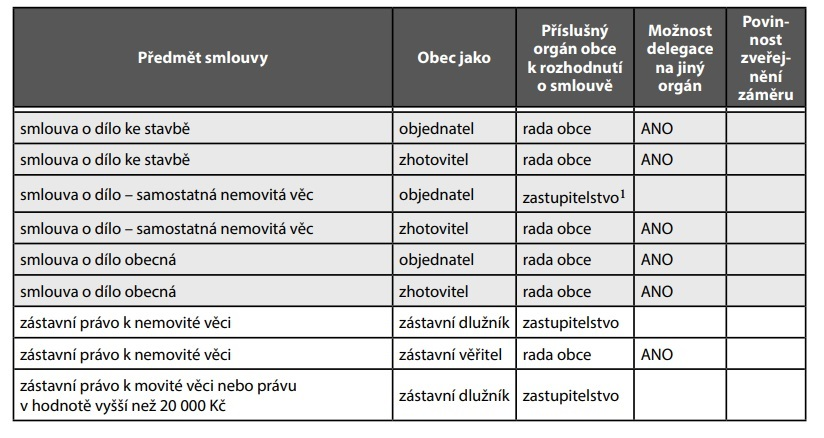 Předmět smlouvy | Obec jako | Příslušný orgán obce k rozhodnutí o smlouvě | Možnost delegace na jiný orgán | Povin-nost zveřej-nění záměru
smlouva o dílo ke stavbě | objednatel | rada obce | ANO
smlouva o dílo ke stavbě | zhotovitel | rada obce | ANO
smlouva o dílo – samostatná nemovitá věc | objednatel | zastupitelstvo¹
smlouva o dílo – samostatná nemovitá věc | zhotovitel | rada obce | ANO
smlouva o dílo obecná | objednatel | rada obce | ANO
smlouva o dílo obecná | zhotovitel | rada obce | ANO
zástavní právo k nemovité věci | zástavní dlužník | zastupitelstvo
zástavní právo k nemovité věci | zástavní věřitel | rada obce | ANO
zástavní právo k movité věci nebo právu
v hodnotě vyšší než 20 000 Kč | zástavní dlužník | zastupitelstvo